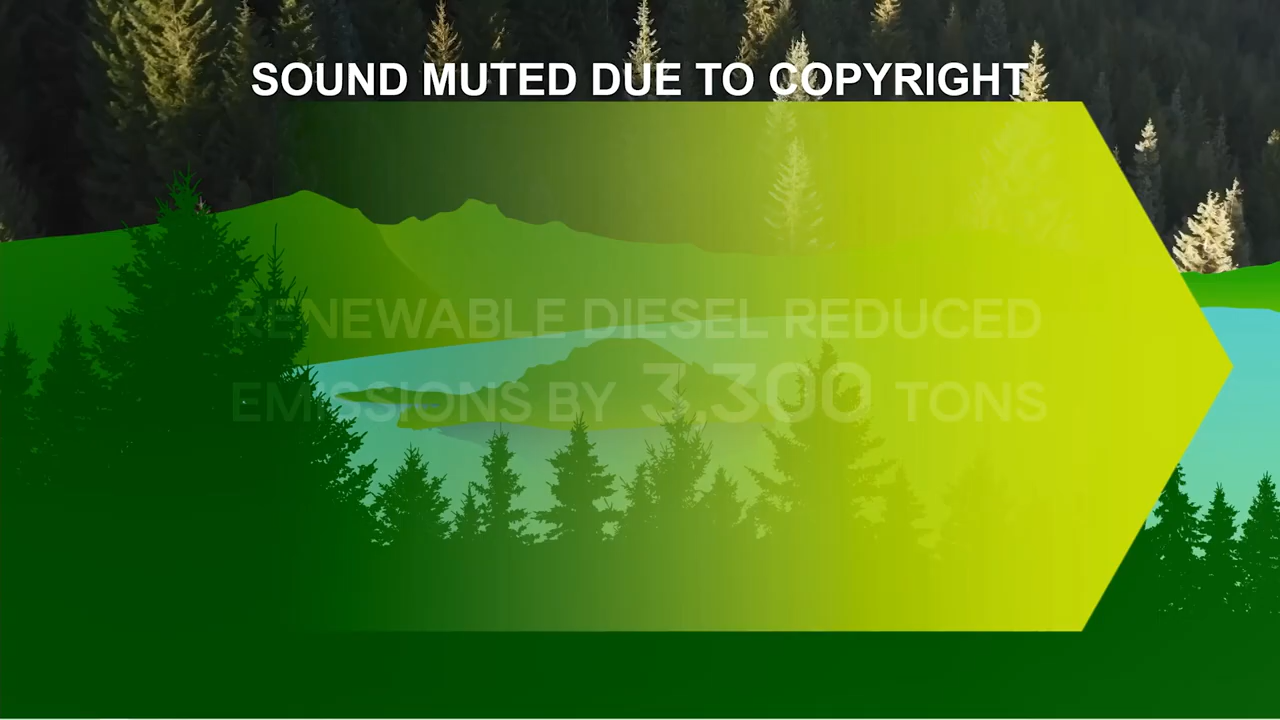 SOUND MUTED DUE TO COPYRIGHT
RENEWABLE DIESEL REDUCED
EMISSIONS BY 3,300 TONS